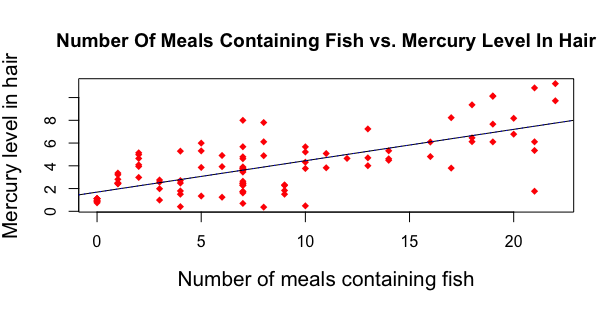 Number Of Meals Containing Fish vs. Mercury Level In Hair
Mercury level in hair
8
6
4
2
0
0 5 10 15 20
Number of meals containing fish